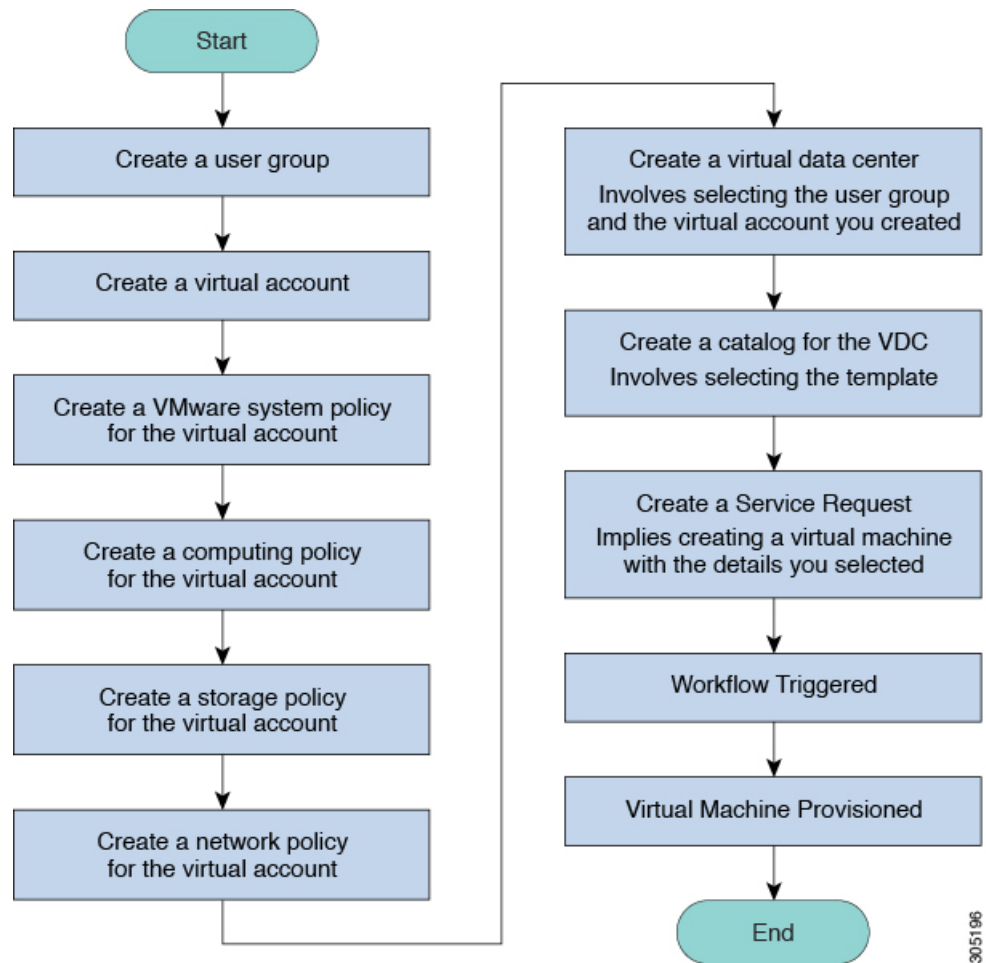 Start
Create a user group
Create a virtual account
Create a VMware system policy
for the virtual account
Create a computing policy
for the virtual account
Create a storage policy
for the virtual account
Create a network policy
for the virtual account
Create a virtual data center
Involves selecting the user group
and the virtual account you created
Create a catalog for the VDC
Involves selecting the template
Create a Service Request
Implies creating a virtual machine
with the details you selected
Workflow Triggered
Virtual Machine Provisioned
End
305196